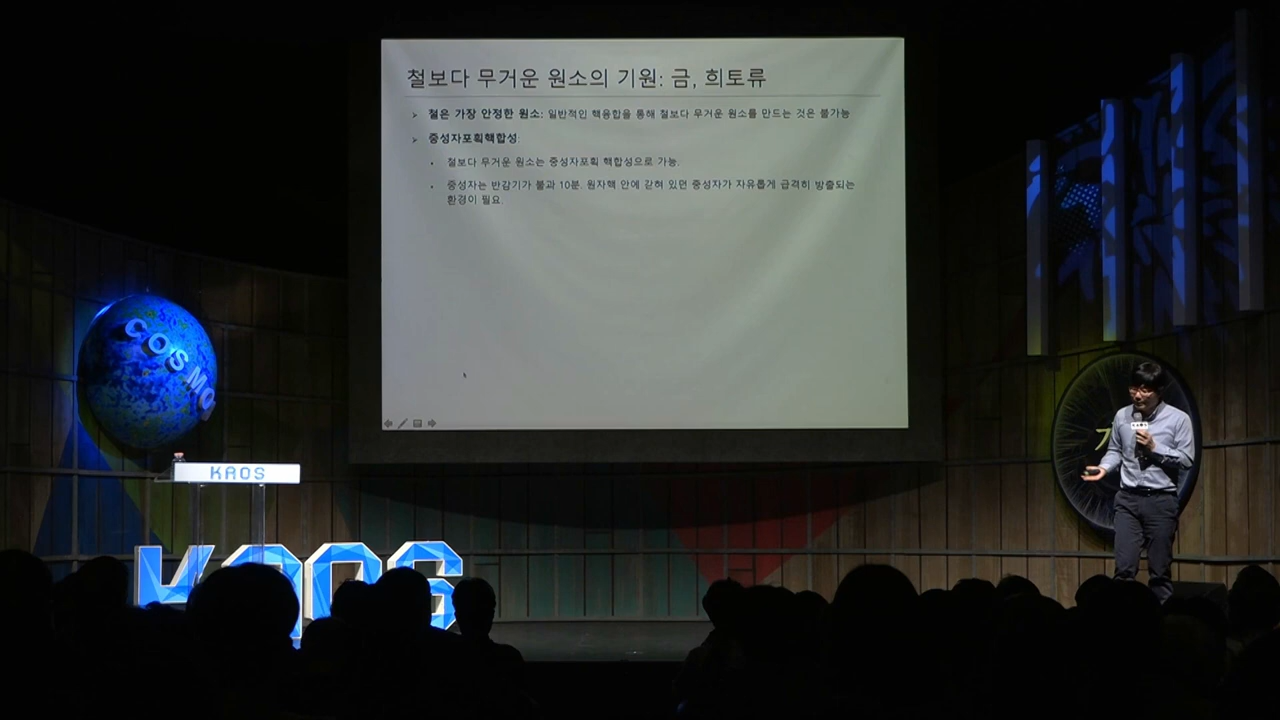 철보다 무거운 원소의 기원: 금, 희토류
➢ 철은 가장 안정한 원소: 일반적인 핵융합을 통해 철보다 무거운 원소를 만드는 것은 불가능
➢ 중성자포획핵합성:
• 철보다 무거운 원소는 중성자포획 핵합성으로 가능.
• 중성자는 반감기가 불과 10분. 원자핵 안에 갇혀 있던 중성자가 자유롭게 급격히 방출되는
환경이 필요.
COSMO
KAOS
KAOS